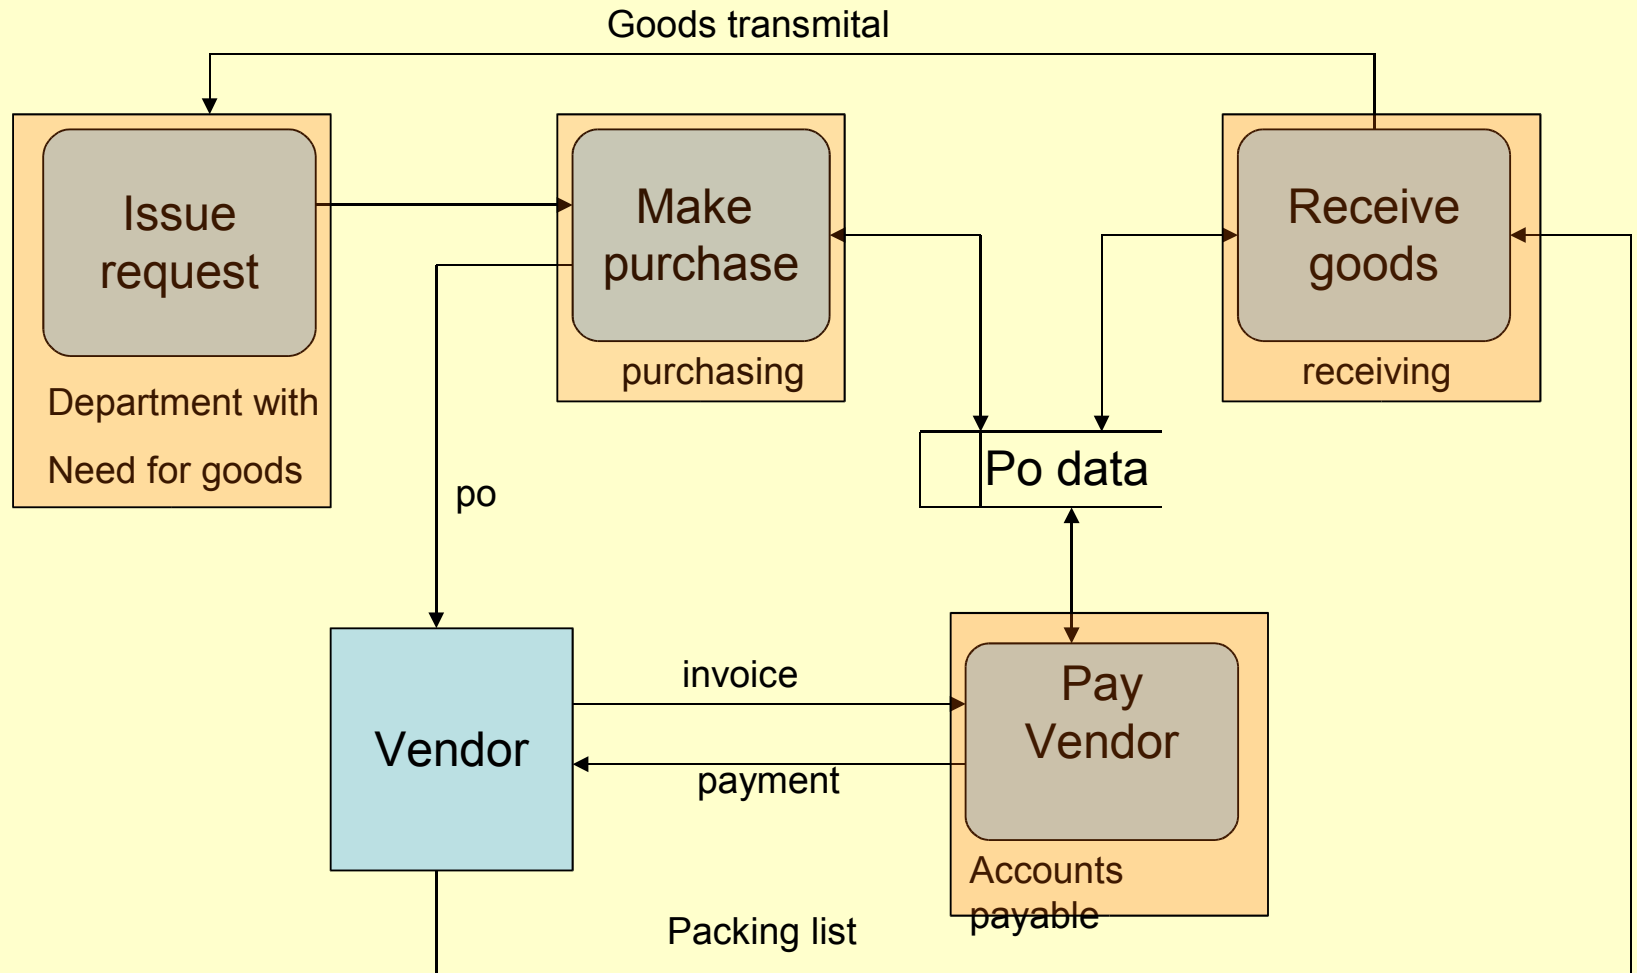 Goods transmital
Issue
request
Department with
Need for goods
Make
purchase
purchasing
Receive
goods
receiving
Po data
po
Vendor
invoice
payment
Pay
Vendor
Accounts
payable
Packing list